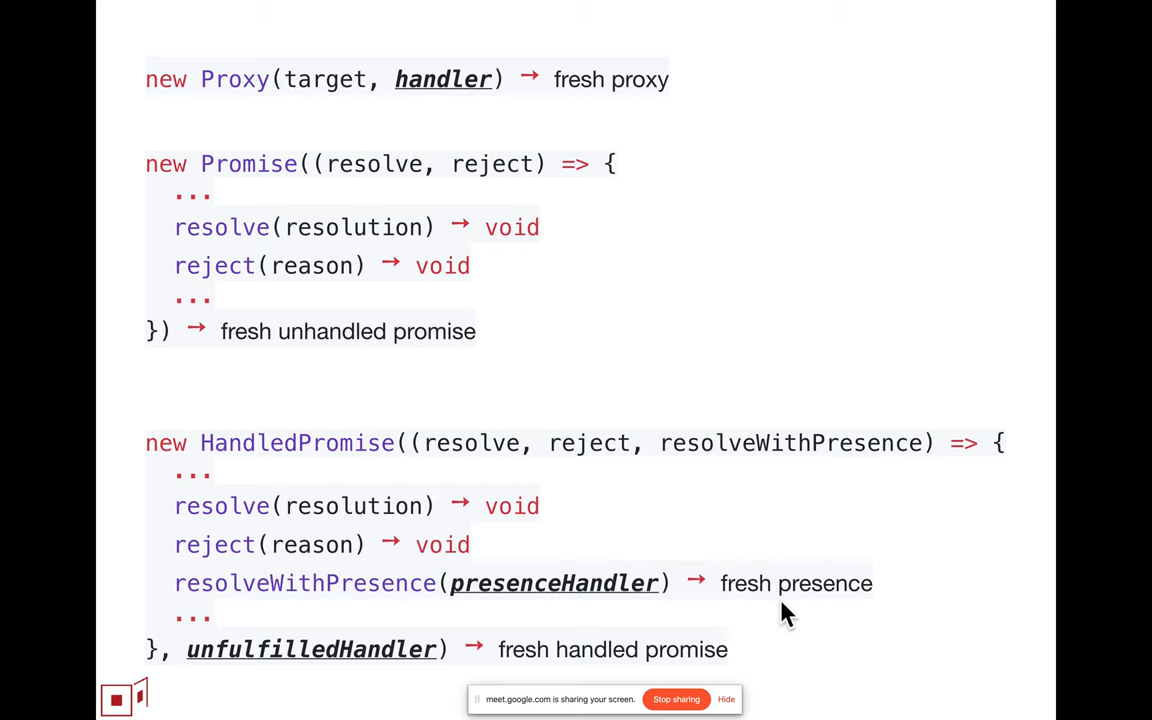 new Proxy(target, handler) → fresh proxy
new Promise((resolve, reject) => {
...
resolve(resolution) → void
reject(reason) → void
...
}) → fresh unhandled promise
new HandledPromise((resolve, reject, resolveWithPresence) => {
...
resolve(resolution) → void
reject(reason) → void
resolveWithPresence(presenceHandler) → fresh presence
...
}, unfulfilledHandler) → fresh handled promise
meet.google.com is sharing your screen. Stop sharing Hide